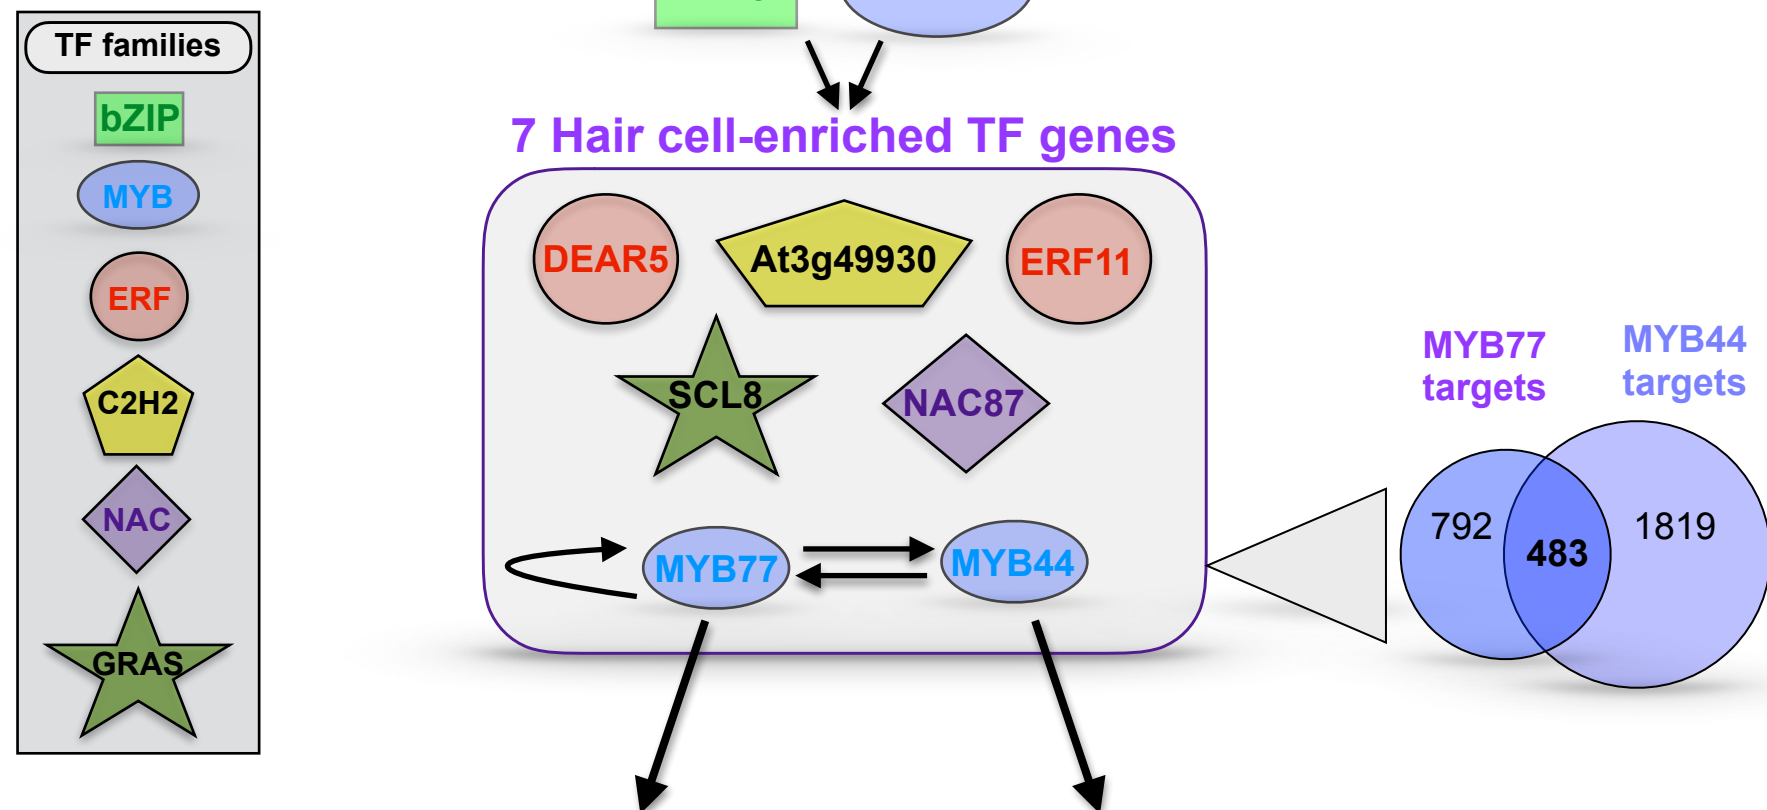 TF families
bZIP
MYB
ERF
C2H2
NAC
GRAS
7 Hair cell-enriched TF genes
DEAR5
At3g49930
ERF11
SCL8
NAC87
MYB77
MYB44
MYB77
targets
MYB44
targets
792
483
1819